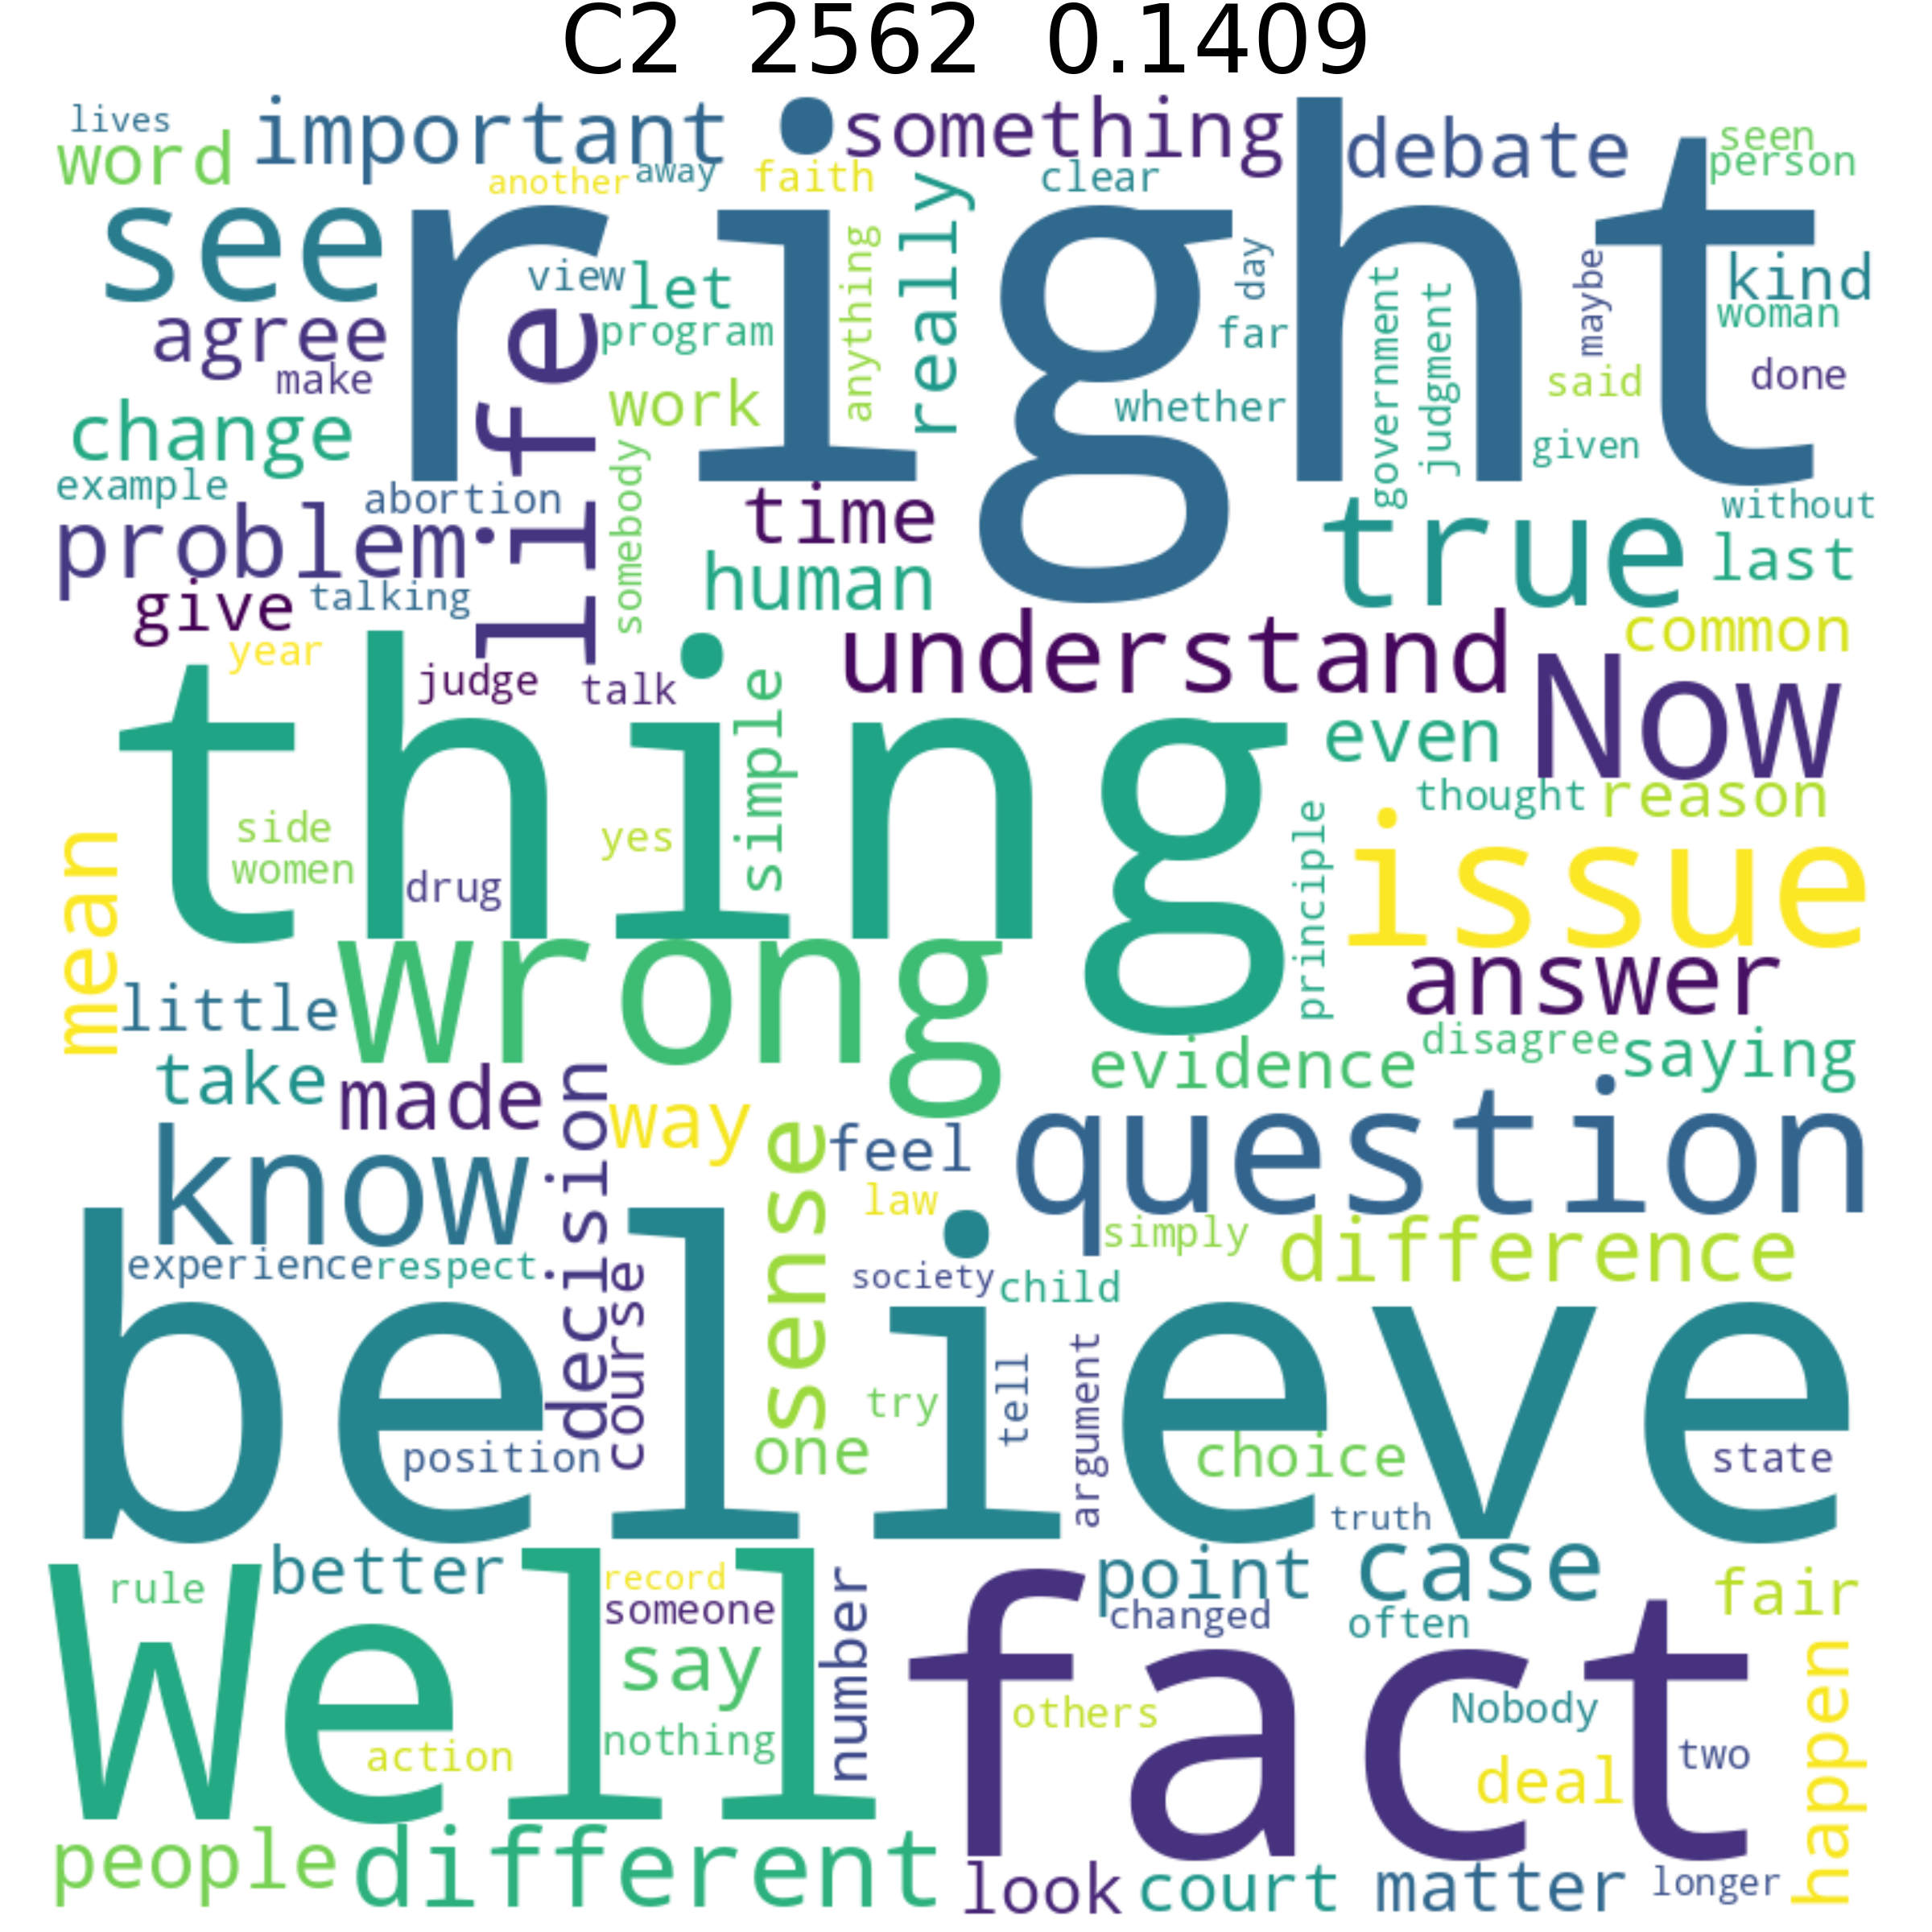 C2 2562 0.1409
lives important something debate seen
word another away faith clear person
see right view let really anything day maybe kind
agree life program far government judgment woman
make work whether said done
change somebody given
example abortion time without
problem human true last
give talking understand common
year judge talk Now
thing simple even
thought reason
side yes principle issue
women drug
mean wrong answer
little evidence disagree saying
take made decision way sense feel question
know law simply difference
experience respect course society child
believe try tell argument
position one choice state
truth
Well better record point case fair
rule someone changed often
say number fact others Nobody happen
action nothing deal two
people different look court matter longer